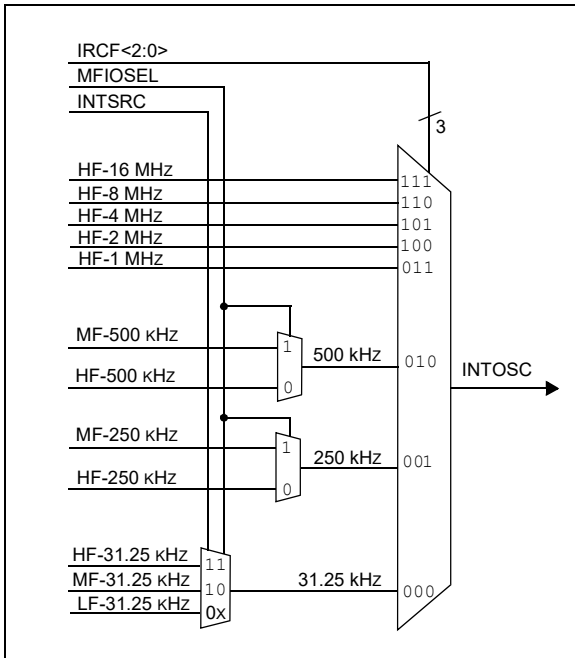 IRCF<2:0>
MFIOSEL
INTSRC
3
HF-16 MHz
111
HF-8 MHz
110
HF-4 MHz
101
HF-2 MHz
100
HF-1 MHz
011
MF-500 KHZ
1
500 kHz
010
HF-500 KHZ
0
INTOSC
MF-250 KHZ
1
250 kHz
001
HF-250 KHZ
0
HF-31.25 KHZ
11
MF-31.25 KHZ
10
31.25 kHz
000
LF-31.25 KHZ
0X